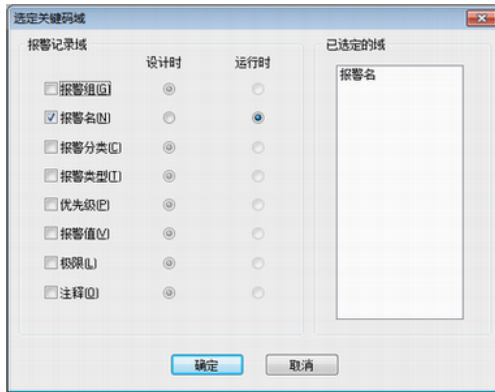 选定关键码域
报警记录域
设计时 运行时
报警组(G)
报警名(N)
报警分类(C)
报警类型(T)
优先级(P)
报警值(V)
极限(L)
注释(O)
已选定的域
报警名
确定 取消